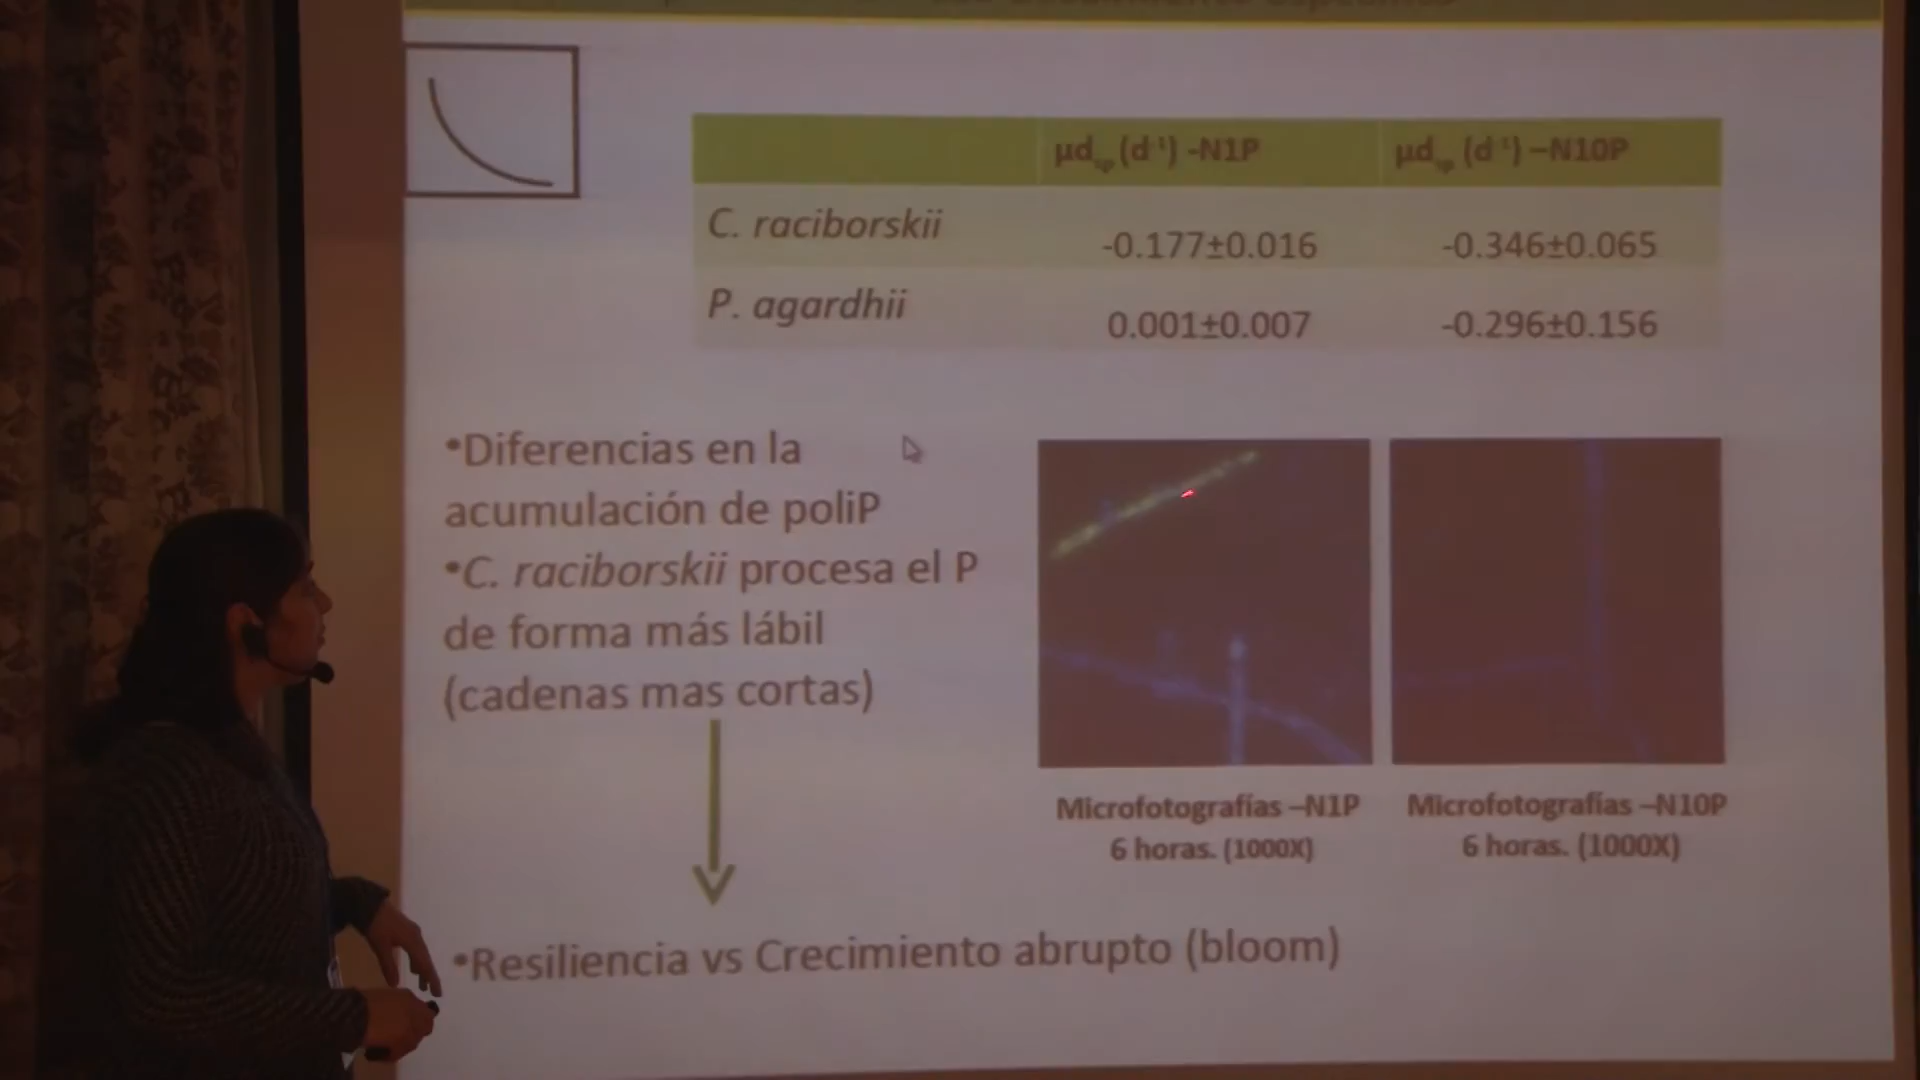 µd (d⁻¹) -N1P µd (d⁻¹) –N10P
C. raciborskii -0.177±0.016 -0.346±0.065
P. agardhii 0.001±0.007 -0.296±0.156
•Diferencias en la
acumulación de poliP
•C. raciborskii procesa el P
de forma más lábil
(cadenas mas cortas)
Microfotografías –N1P
6 horas. (1000X)
Microfotografías –N10P
6 horas. (1000X)
•Resiliencia vs Crecimiento abrupto (bloom)